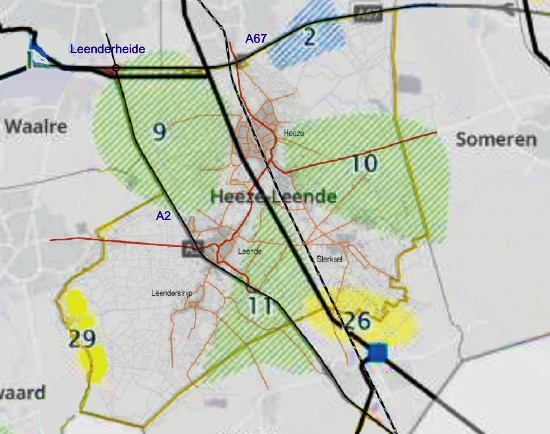 A67
2
Leenderheide
Waalre
9
Heeze
Someren
10
Heeze-Leende
A2
Leende
Sterksel
Leenderstrijp
11
26
29
waard